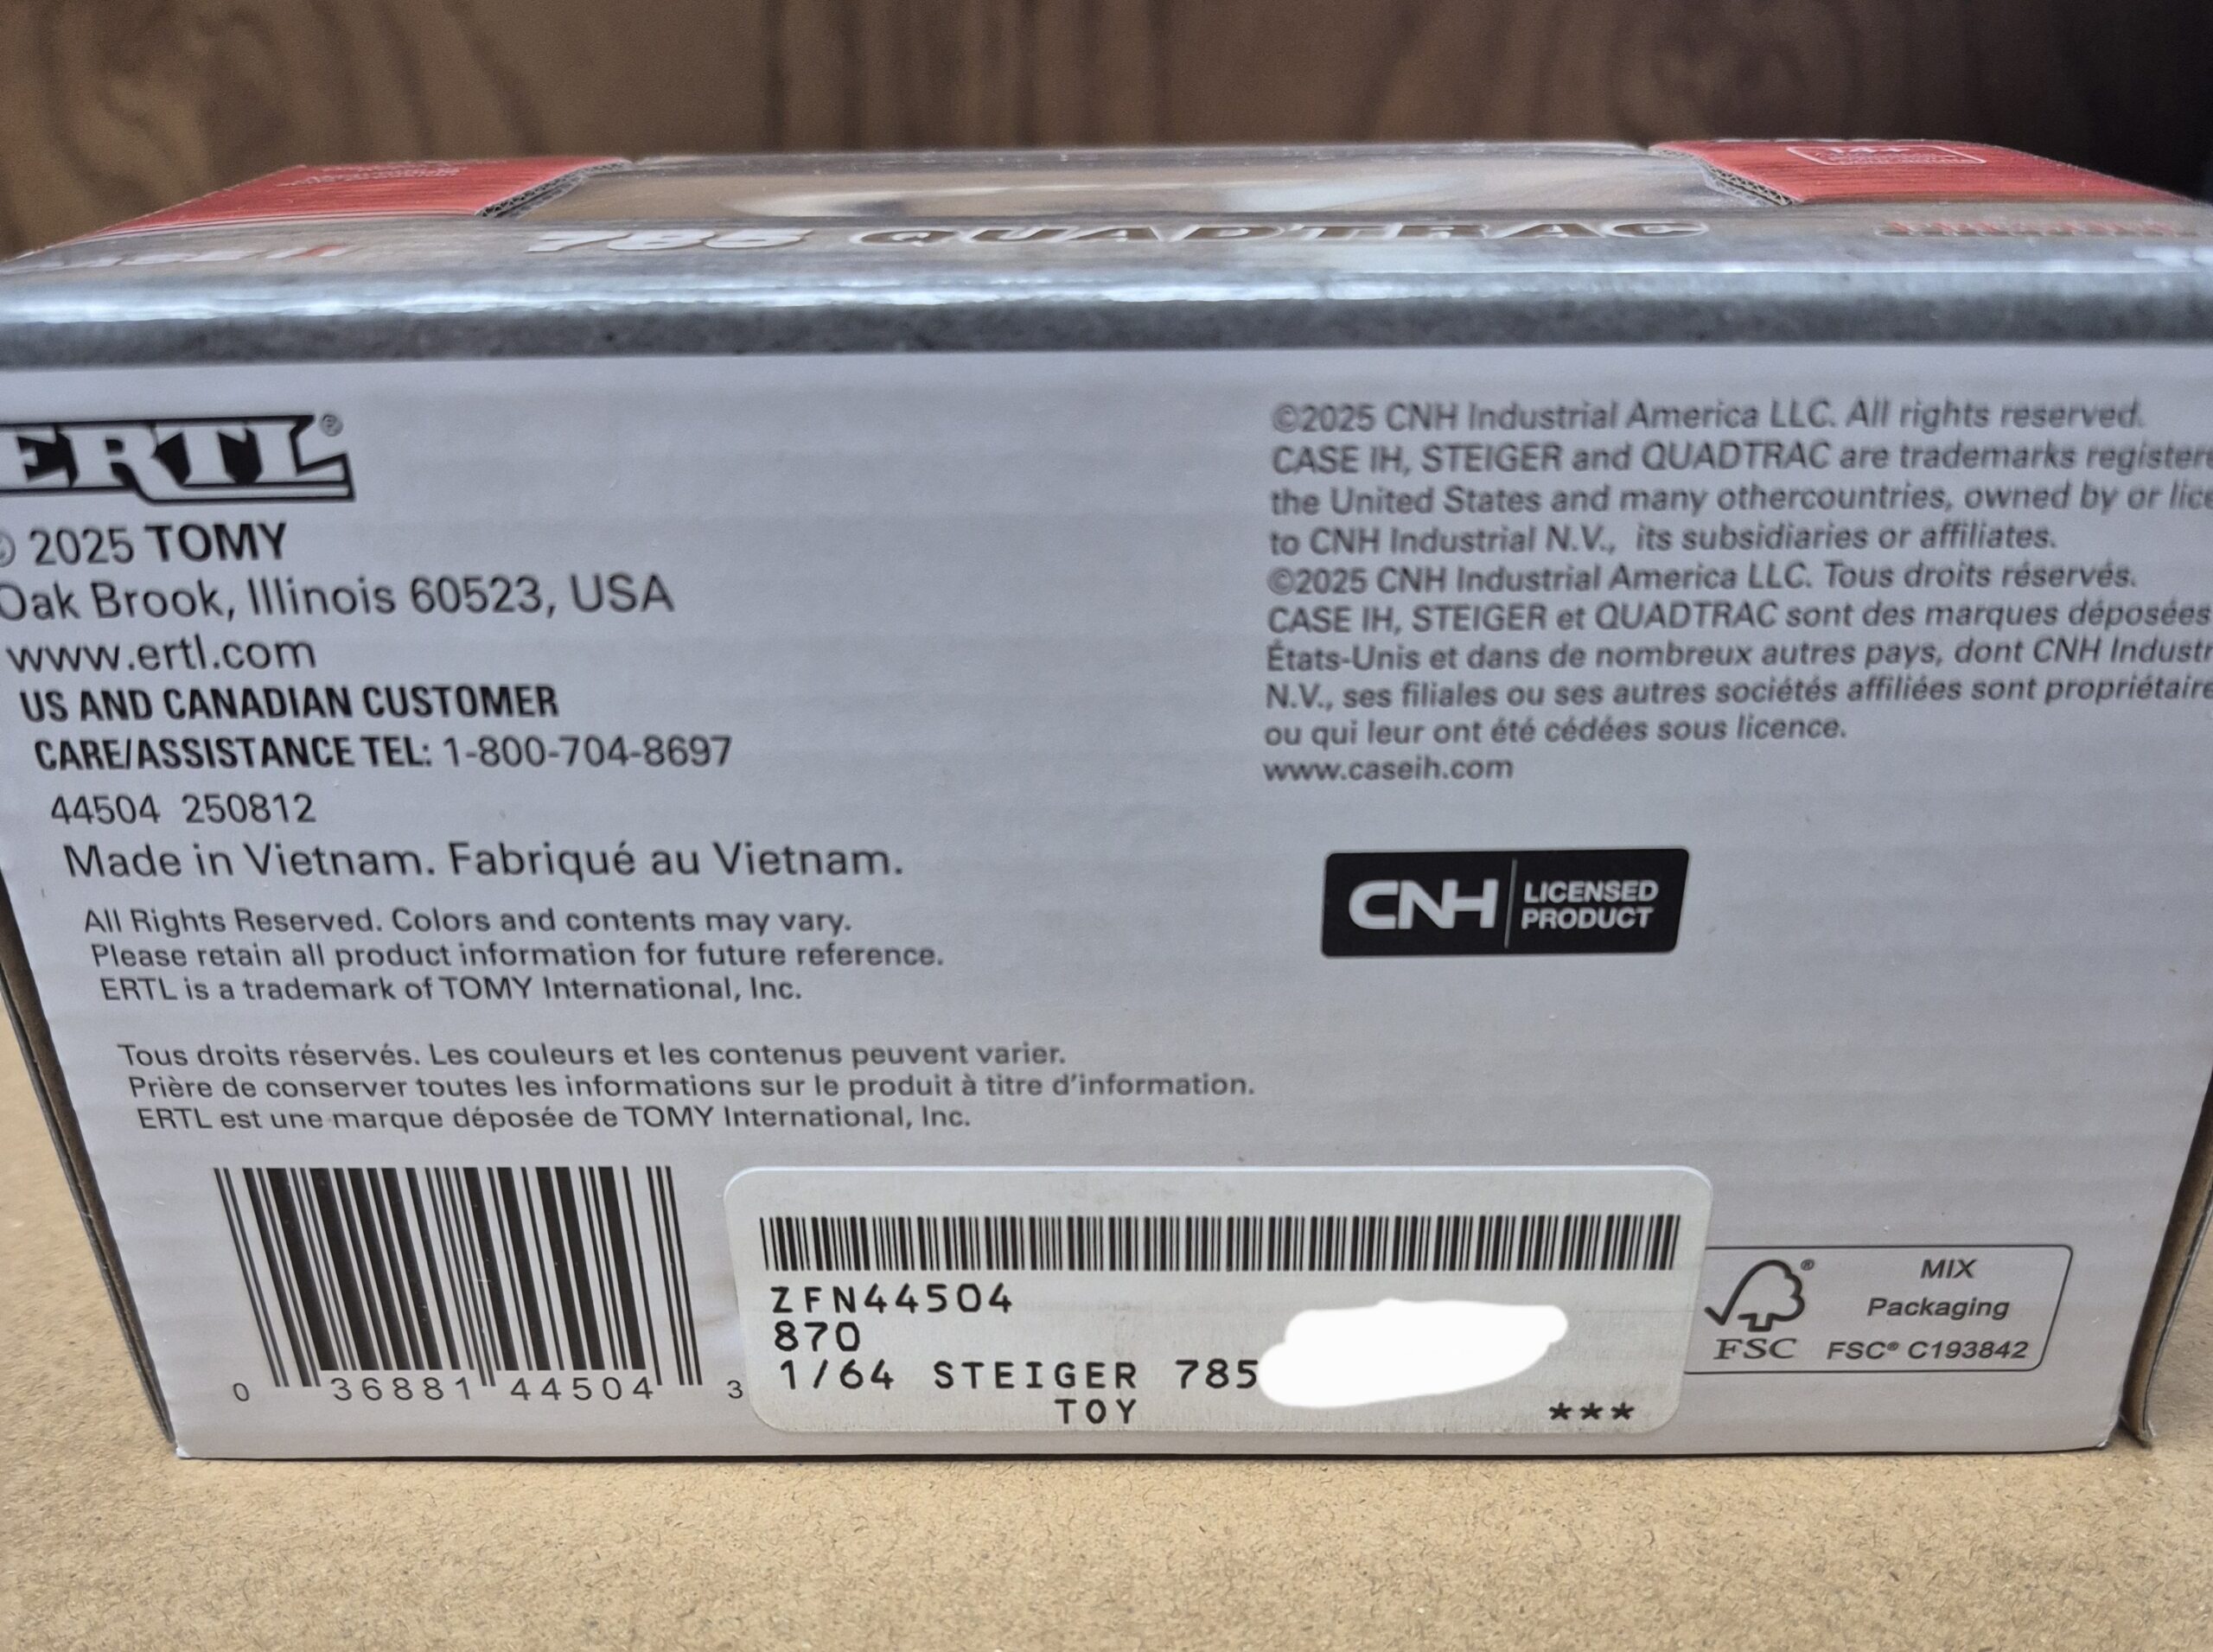 785 QUADTRAC
ERTL®
© 2025 TOMY
Oak Brook, Illinois 60523, USA
www.ertl.com
US AND CANADIAN CUSTOMER
CARE/ASSISTANCE TEL: 1-800-704-8697
44504 250812
Made in Vietnam. Fabriqué au Vietnam.
All Rights Reserved. Colors and contents may vary.
Please retain all product information for future reference.
ERTL is a trademark of TOMY International, Inc.
Tous droits réservés. Les couleurs et les contenus peuvent varier.
Prière de conserver toutes les informations sur le produit à titre d'information.
ERTL est une marque déposée de TOMY International, Inc.
0 36881 44504 3
©2025 CNH Industrial America LLC. All rights reserved.
CASE IH, STEIGER and QUADTRAC are trademarks
the United States and many othercountries, owned by or
to CNH Industrial N.V., its subsidiaries or affiliates.
©2025 CNH Industrial America LLC. Tous droits réservés.
CASE IH, STEIGER et QUADTRAC sont des marques déposées
États-Unis et dans de nombreux autres pays, dont CNH
N.V., ses filiales ou ses autres sociétés affiliées sont
ou qui leur ont été cédées sous licence.
www.caseih.com
CNH LICENSED
PRODUCT
ZFN44504
870
1/64 STEIGER 785
TOY ***
FSC®
MIX
Packaging
FSC® C193842